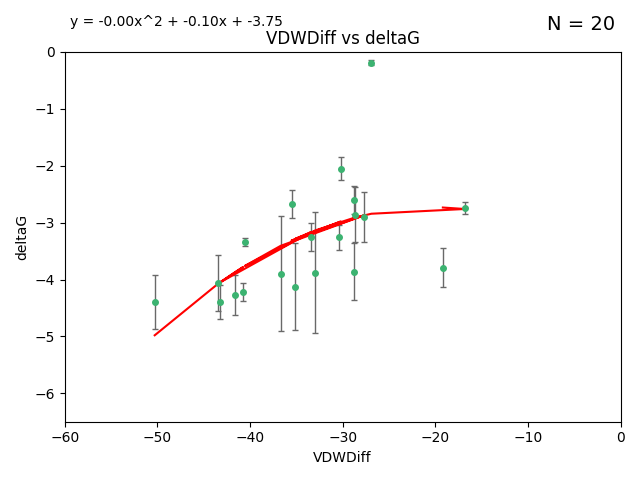 y = -0.00x^2 + -0.10x + -3.75
N = 20
VDWDiff vs deltaG
0
−1
−2
−3
−4
−5
−6
deltaG
−60 −50 −40 −30 −20 −10 0
VDWDiff